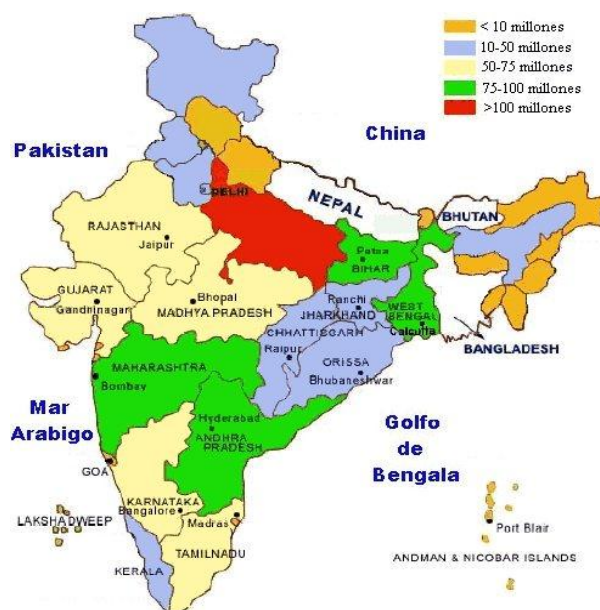 < 10 millones
10-50 millones
50-75 millones
75-100 millones
>100 millones
China
Pakistan
DELHI
NEPAL
BHUTAN
RAJASTHAN
Jaipur
Patna
BIHAR
GUJARAT
Gandhinagar
Bhopal
MADHYA PRADESH
Ranchi
JHARKHAND
WEST
BENGAL
Calcutta
CHHATTISGARH
Raipur
BANGLADESH
ORISSA
Bhubaneshwar
MAHARASHTRA
Bombay
Mar
Arabigo
Hyderabad
ANDHRA
PRADESH
Golfo
de
Bengala
GOA
KARNATAKA
Bangalore
Madras
LAKSHADWEEP
Port Blair
TAMILNADU
ANDMAN & NICOBAR ISLANDS
KERALA